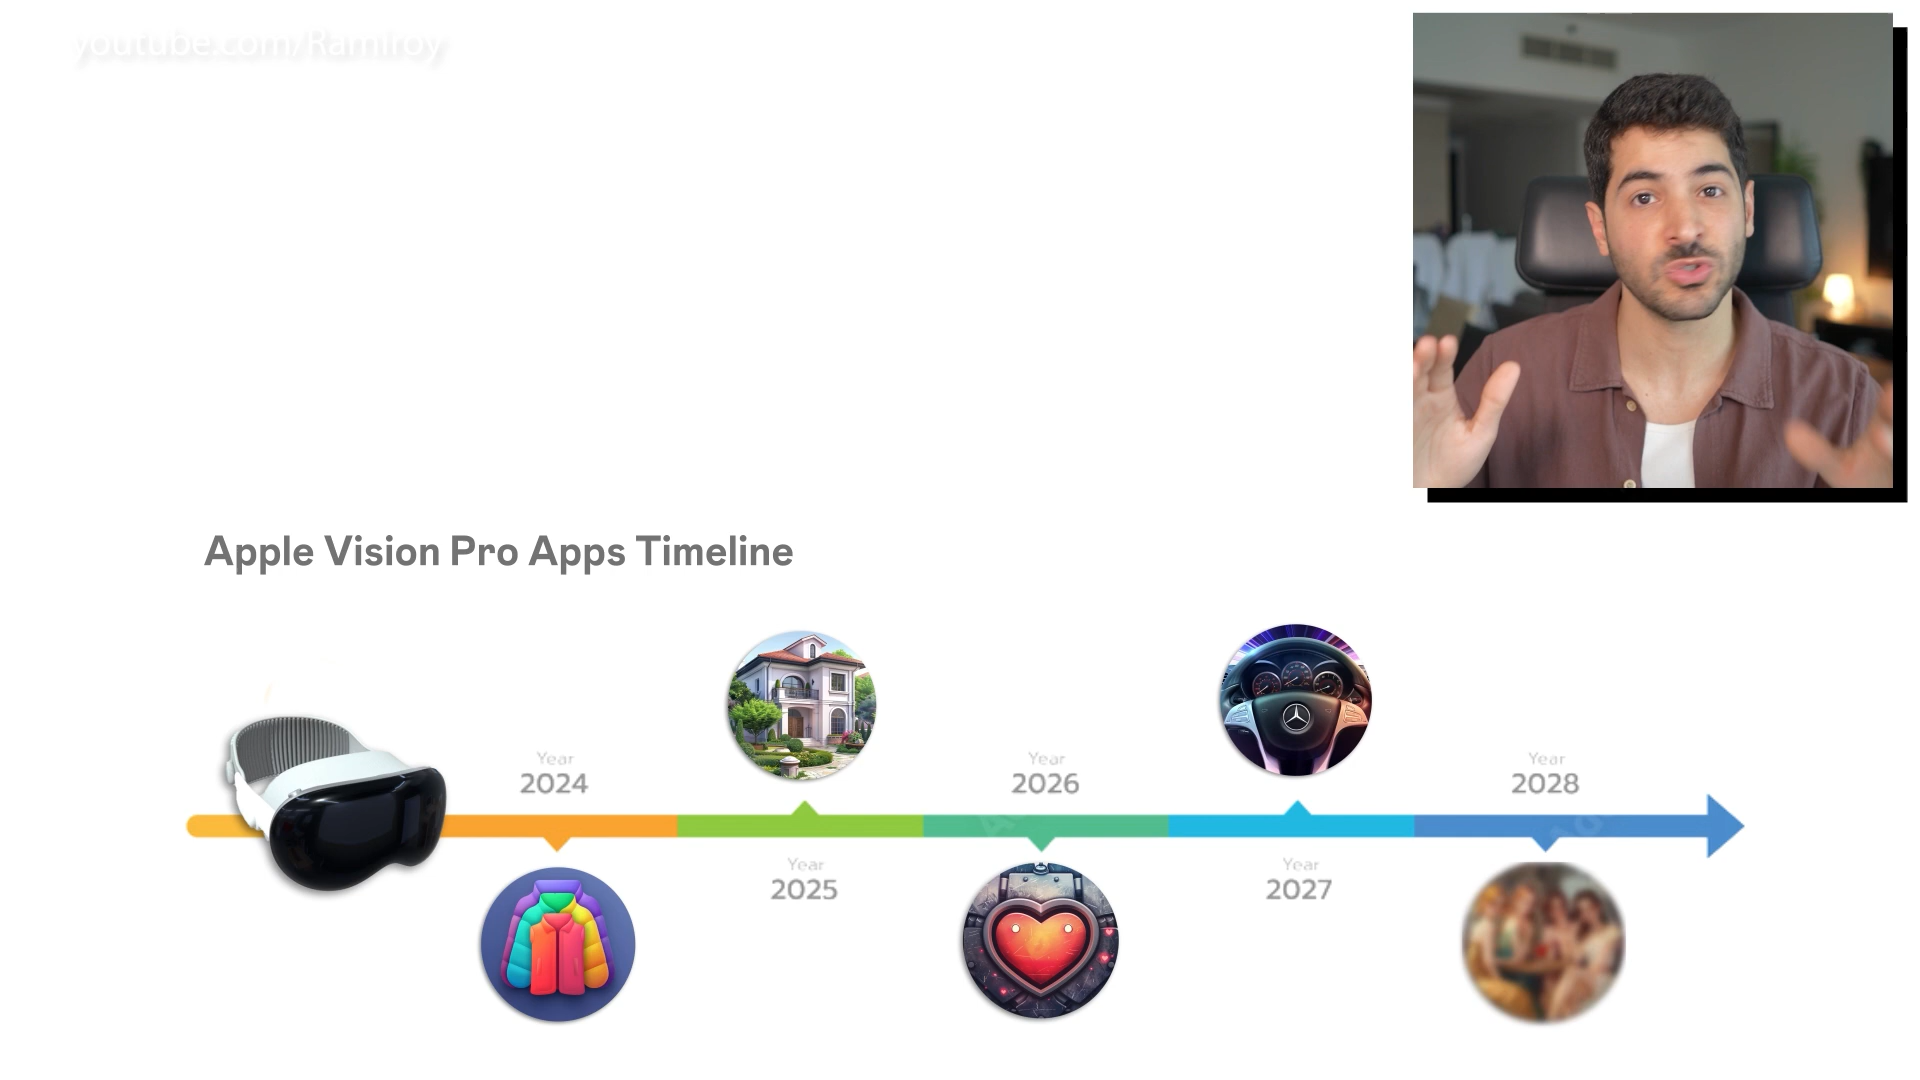 youtube.com/Ramiroy
Apple Vision Pro Apps Timeline
Year
2024
Year
2025
Year
2026
Year
2027
Year
2028